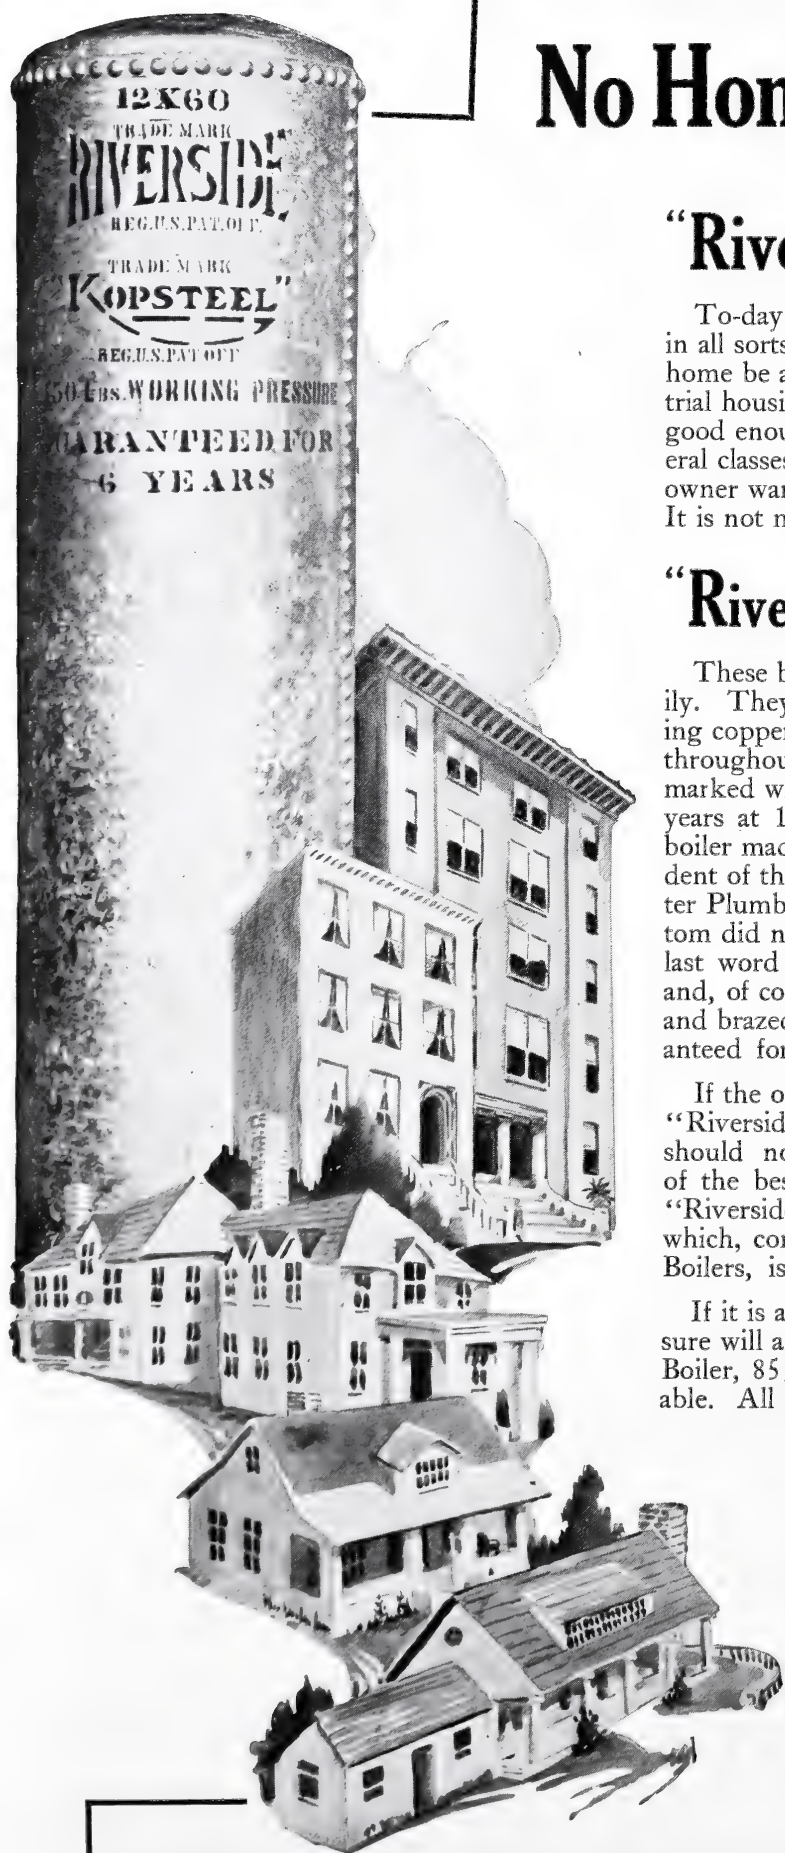 12X60
TRADE MARK
RIVERSIDE
REG.U.S.PAT.OFF.
TRADE MARK
"KOPSTEEL"
REG.U.S.PAT OFF
LBS. WORKING PRESSURE
GUARANTEED FOR
6 YEARS
No Hon
"Rive
To-day
in all sorts
home be a
trial housi
good enou
eral classes
owner wan
It is not n
"Rive
These b
ily. They
ing copper
throughou
marked w
years at 1
boiler mac
dent of th
ter Plumb
tom did n
last word
and, of co
and brazed
anteed for
If the o
"Riversid
should no
of the bes
"Riverside
which, cor
Boilers, is
If it is a
sure will a
Boiler, 85
able. All